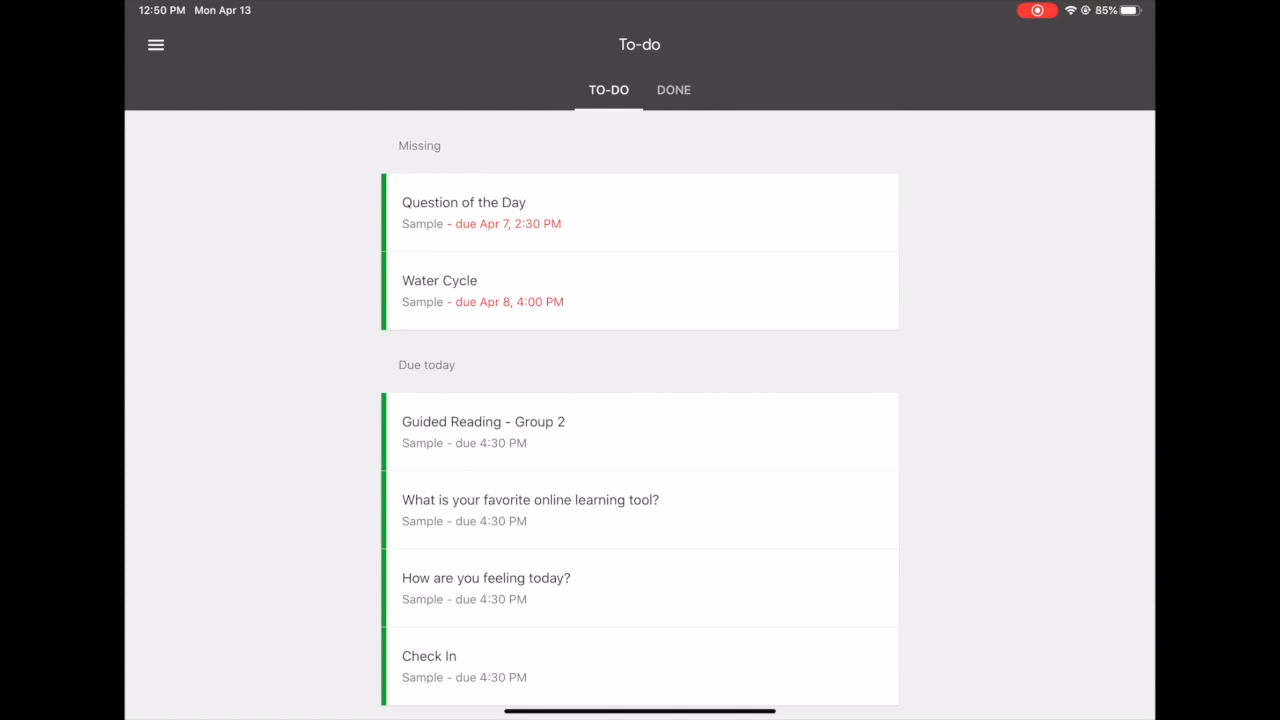 12:50 PM Mon Apr 13
85%
To-do
TO-DO DONE
Missing
Question of the Day
Sample - due Apr 7, 2:30 PM
Water Cycle
Sample - due Apr 8, 4:00 PM
Due today
Guided Reading - Group 2
Sample - due 4:30 PM
What is your favorite online learning tool?
Sample - due 4:30 PM
How are you feeling today?
Sample - due 4:30 PM
Check In
Sample - due 4:30 PM